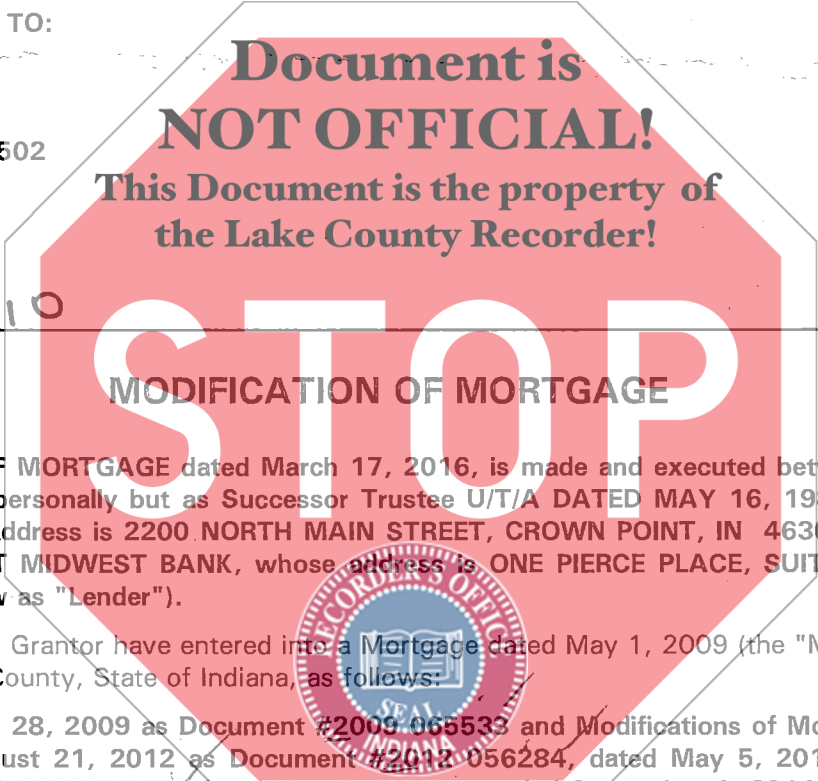 TO:
Document is
NOT OFFICIAL!
502
This Document is the property of
the Lake County Recorder!
10
STOP
MODIFICATION OF MORTGAGE
F MORTGAGE dated March 17, 2016, is made and executed bet
personally but as Successor Trustee U/T/A DATED MAY 16, 19
ddress is 2200 NORTH MAIN STREET, CROWN POINT, IN 463
T MIDWEST BANK, whose address is ONE PIERCE PLACE, SUIT
as "Lender").
RECORDER'S OFFICE
Grantor have entered into a Mortgage dated May 1, 2009 (the "M
County, State of Indiana, as follows:
SEAL
INDIANA
28, 2009 as Document #2009 065533 and Modifications of Mo
ust 21, 2012 as Document #2012 056284, dated May 5, 201